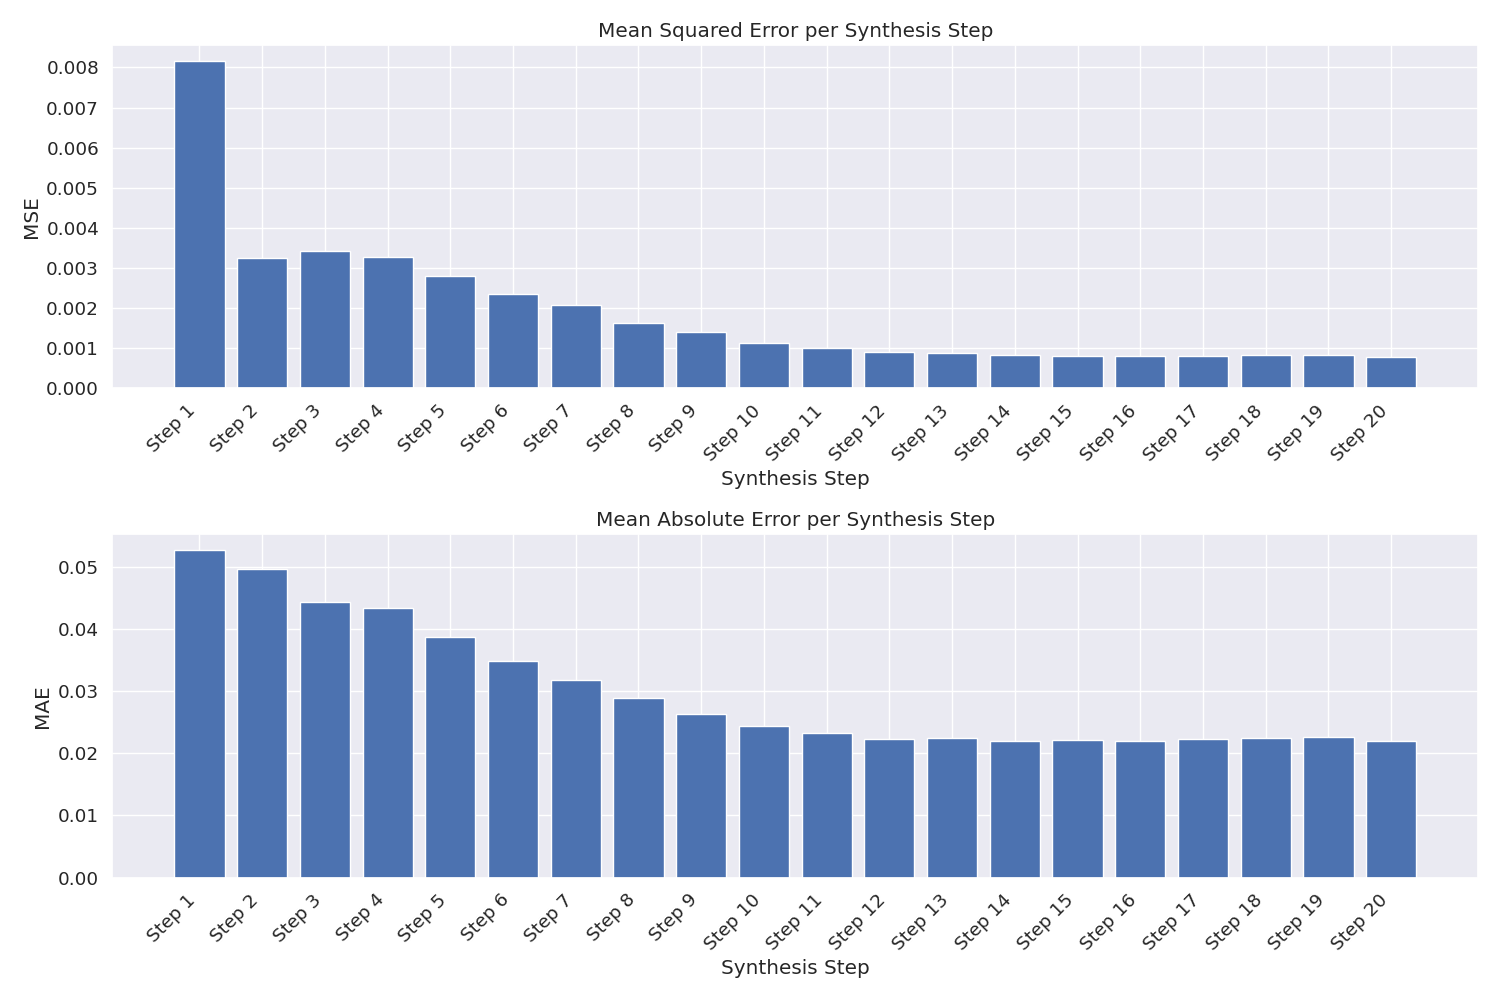 Mean Squared Error per Synthesis Step
MSE
0.008
0.007
0.006
0.005
0.004
0.003
0.002
0.001
0.000
Step 1
Step 2
Step 3
Step 4
Step 5
Step 6
Step 7
Step 8
Step 9
Step 10
Step 11
Step 12
Step 13
Step 14
Step 15
Step 16
Step 17
Step 18
Step 19
Step 20
Synthesis Step
Mean Absolute Error per Synthesis Step
MAE
0.05
0.04
0.03
0.02
0.01
0.00
Step 1
Step 2
Step 3
Step 4
Step 5
Step 6
Step 7
Step 8
Step 9
Step 10
Step 11
Step 12
Step 13
Step 14
Step 15
Step 16
Step 17
Step 18
Step 19
Step 20
Synthesis Step